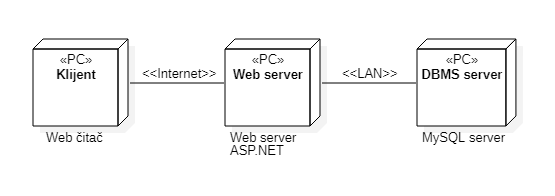 «PC»
Klijent
<<Internet>>
«PC»
Web server
<<LAN>>
«PC»
DBMS server
Web čitač
Web server
ASP.NET
MySQL server